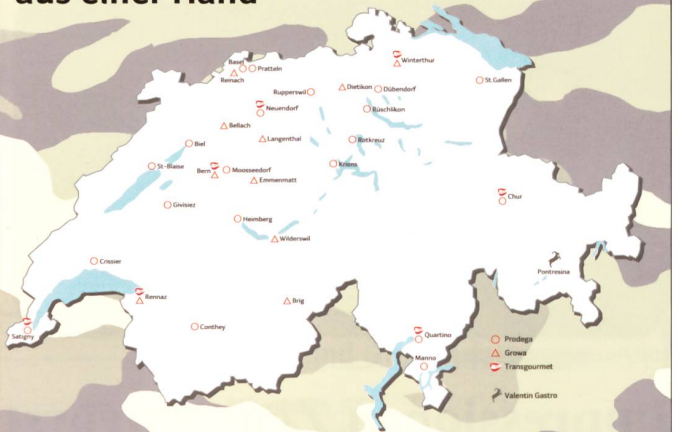 aus einer Hand
Basel
Pratteln
Reinach
Winterthur
St.Gallen
Rupperswil
Dietikon
Dübendorf
Neuendorf
Rüschlikon
Bellach
Langenthal
Rotkreuz
Biel
Kriens
St-Blaise
Bern
Moosseedorf
Emmenmatt
Chur
Givisiez
Heimberg
Wilderswil
Crissier
Pontresina
Rennaz
Brig
Conthey
Satigny
Quartino
Manno
Prodega
Growa
Transgourmet
Valentin Gastro